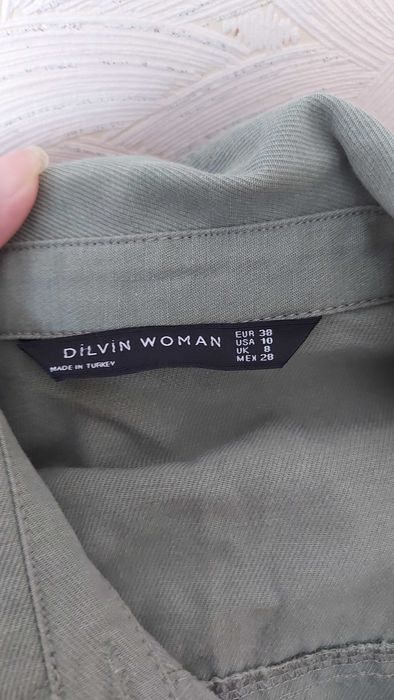 DİLVİN WOMAN
MADE IN TURKEY
EUR 38
USA 10
UK 8
MEX 28